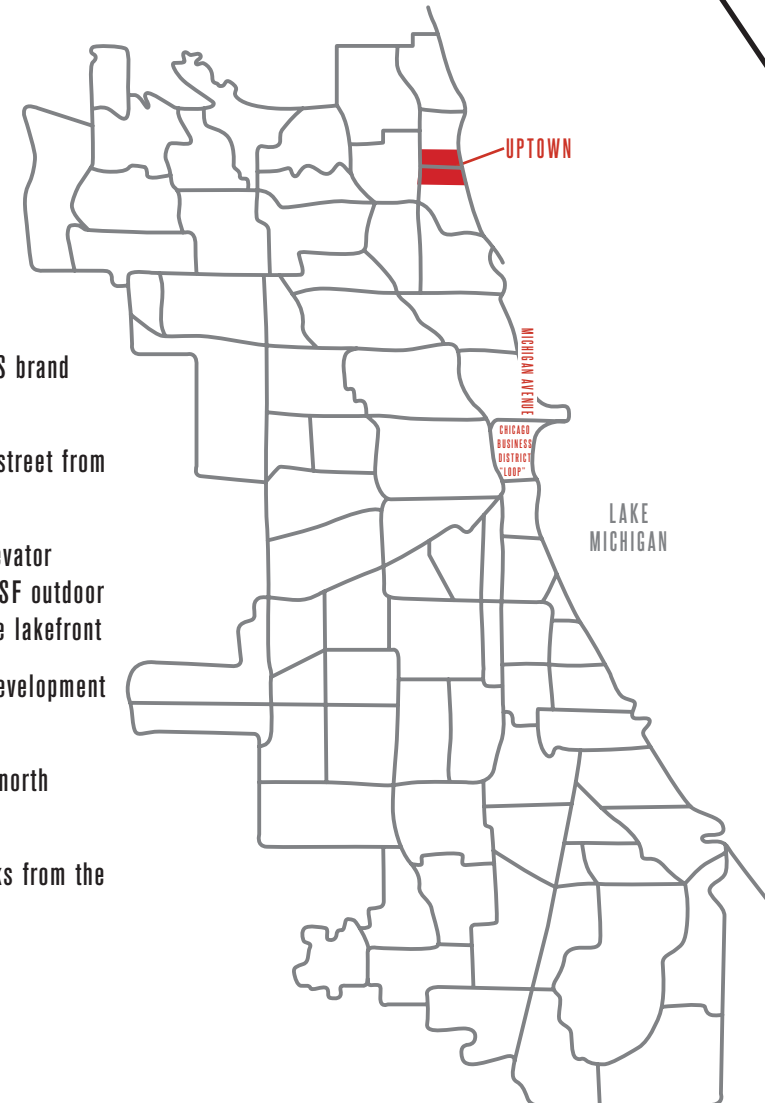 UPTOWN
MICHIGAN AVENUE
S brand
CHICAGO
BUSINESS
DISTRICT
"LOOP"
street from
LAKE
MICHIGAN
vator
SF outdoor
e lakefront
evelopment
north
ks from the